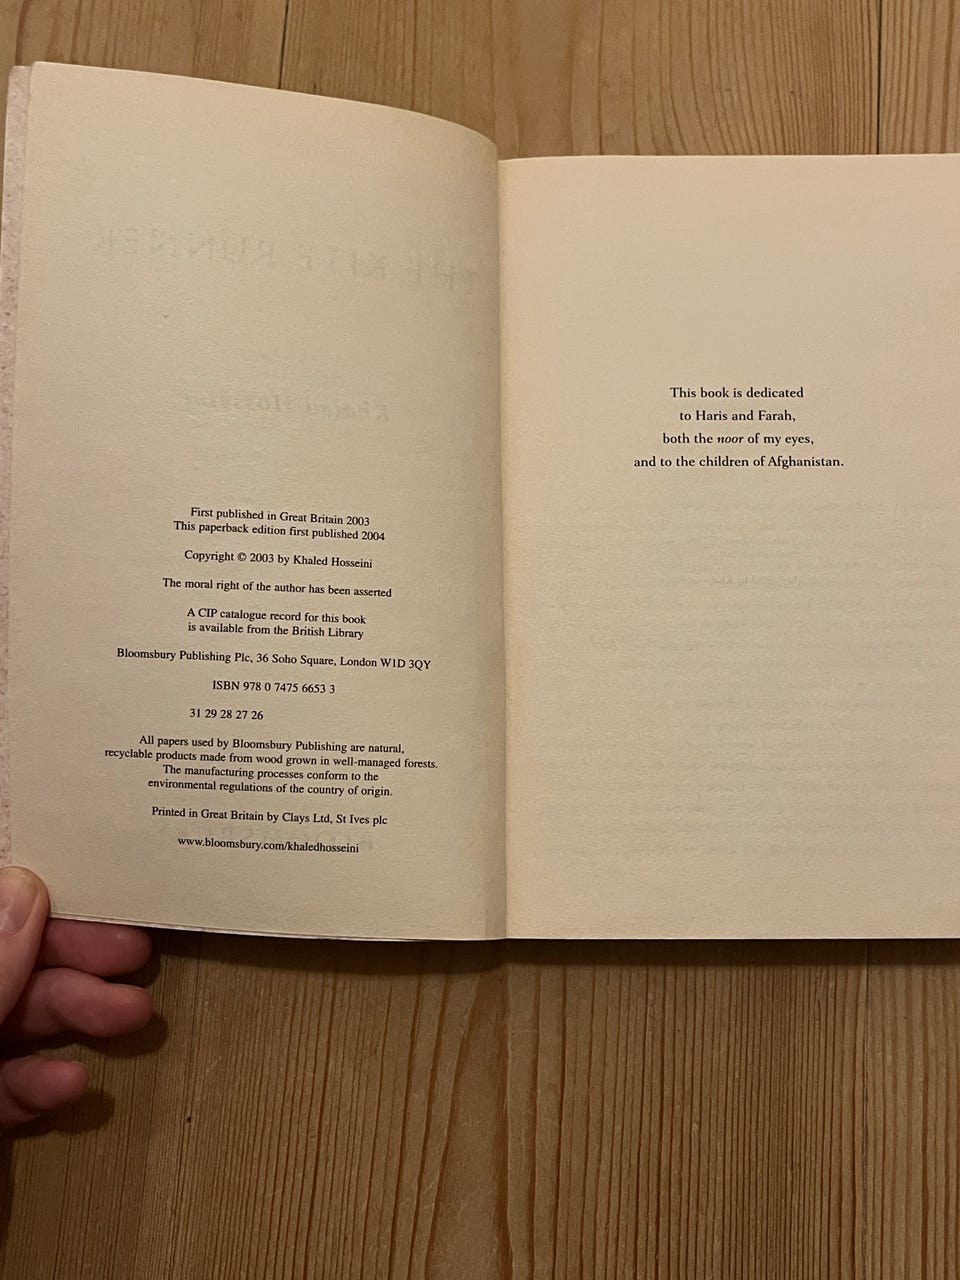 First published in Great Britain 2003
This paperback edition first published 2004
Copyright © 2003 by Khaled Hosseini
The moral right of the author has been asserted
A CIP catalogue record for this book
is available from the British Library
Bloomsbury Publishing Plc, 36 Soho Square, London W1D 3QY
ISBN 978 0 7475 6653 3
31 29 28 27 26
All papers used by Bloomsbury Publishing are natural,
recyclable products made from wood grown in well-managed forests.
The manufacturing processes conform to the
environmental regulations of the country of origin.
Printed in Great Britain by Clays Ltd, St Ives plc
www.bloomsbury.com/khaledhosseini
This book is dedicated
to Haris and Farah,
both the noor of my eyes,
and to the children of Afghanistan.